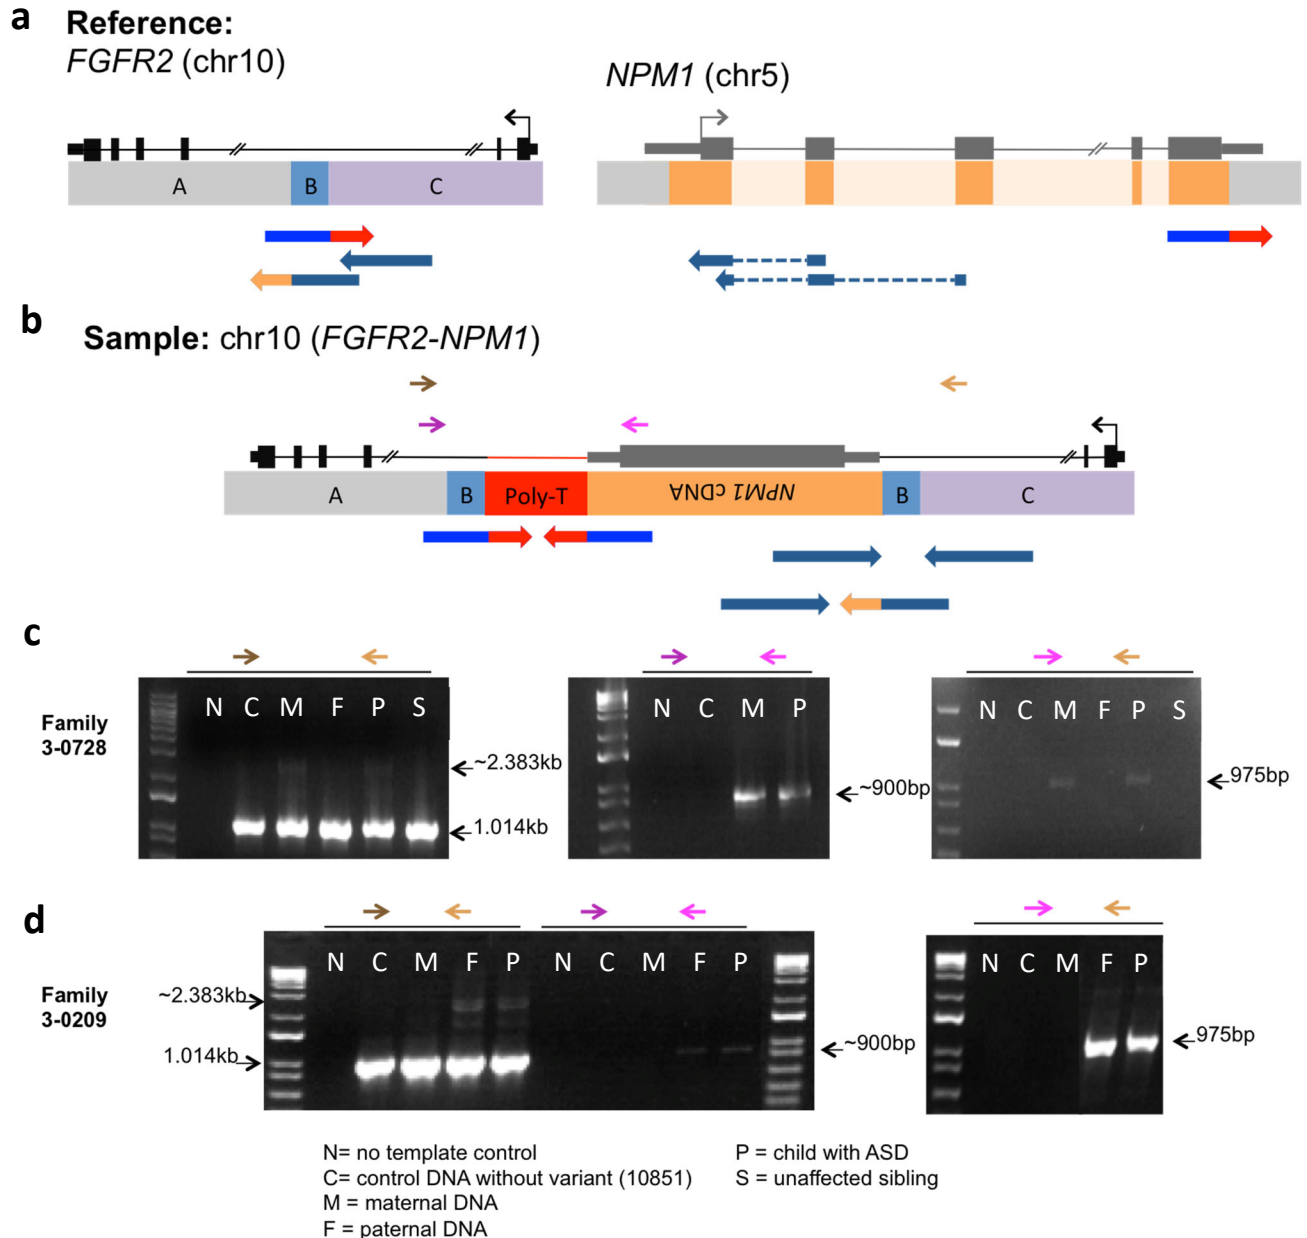 a
Reference:
FGFR2 (chr10)
NPM1 (chr5)
A B C
b
Sample: chr10 (FGFR2-NPM1)
A B Poly-T NPM1 cDNA B C
c
Family
3-0728
N C M F P S
~2.383kb
1.014kb
N C M P
~900bp
N C M F P S
975bp
d
Family
3-0209
~2.383kb
1.014kb
N C M F P N C M F P
~900bp
N C M F P
975bp
N= no template control
C= control DNA without variant (10851)
M = maternal DNA
F = paternal DNA
P = child with ASD
S = unaffected sibling